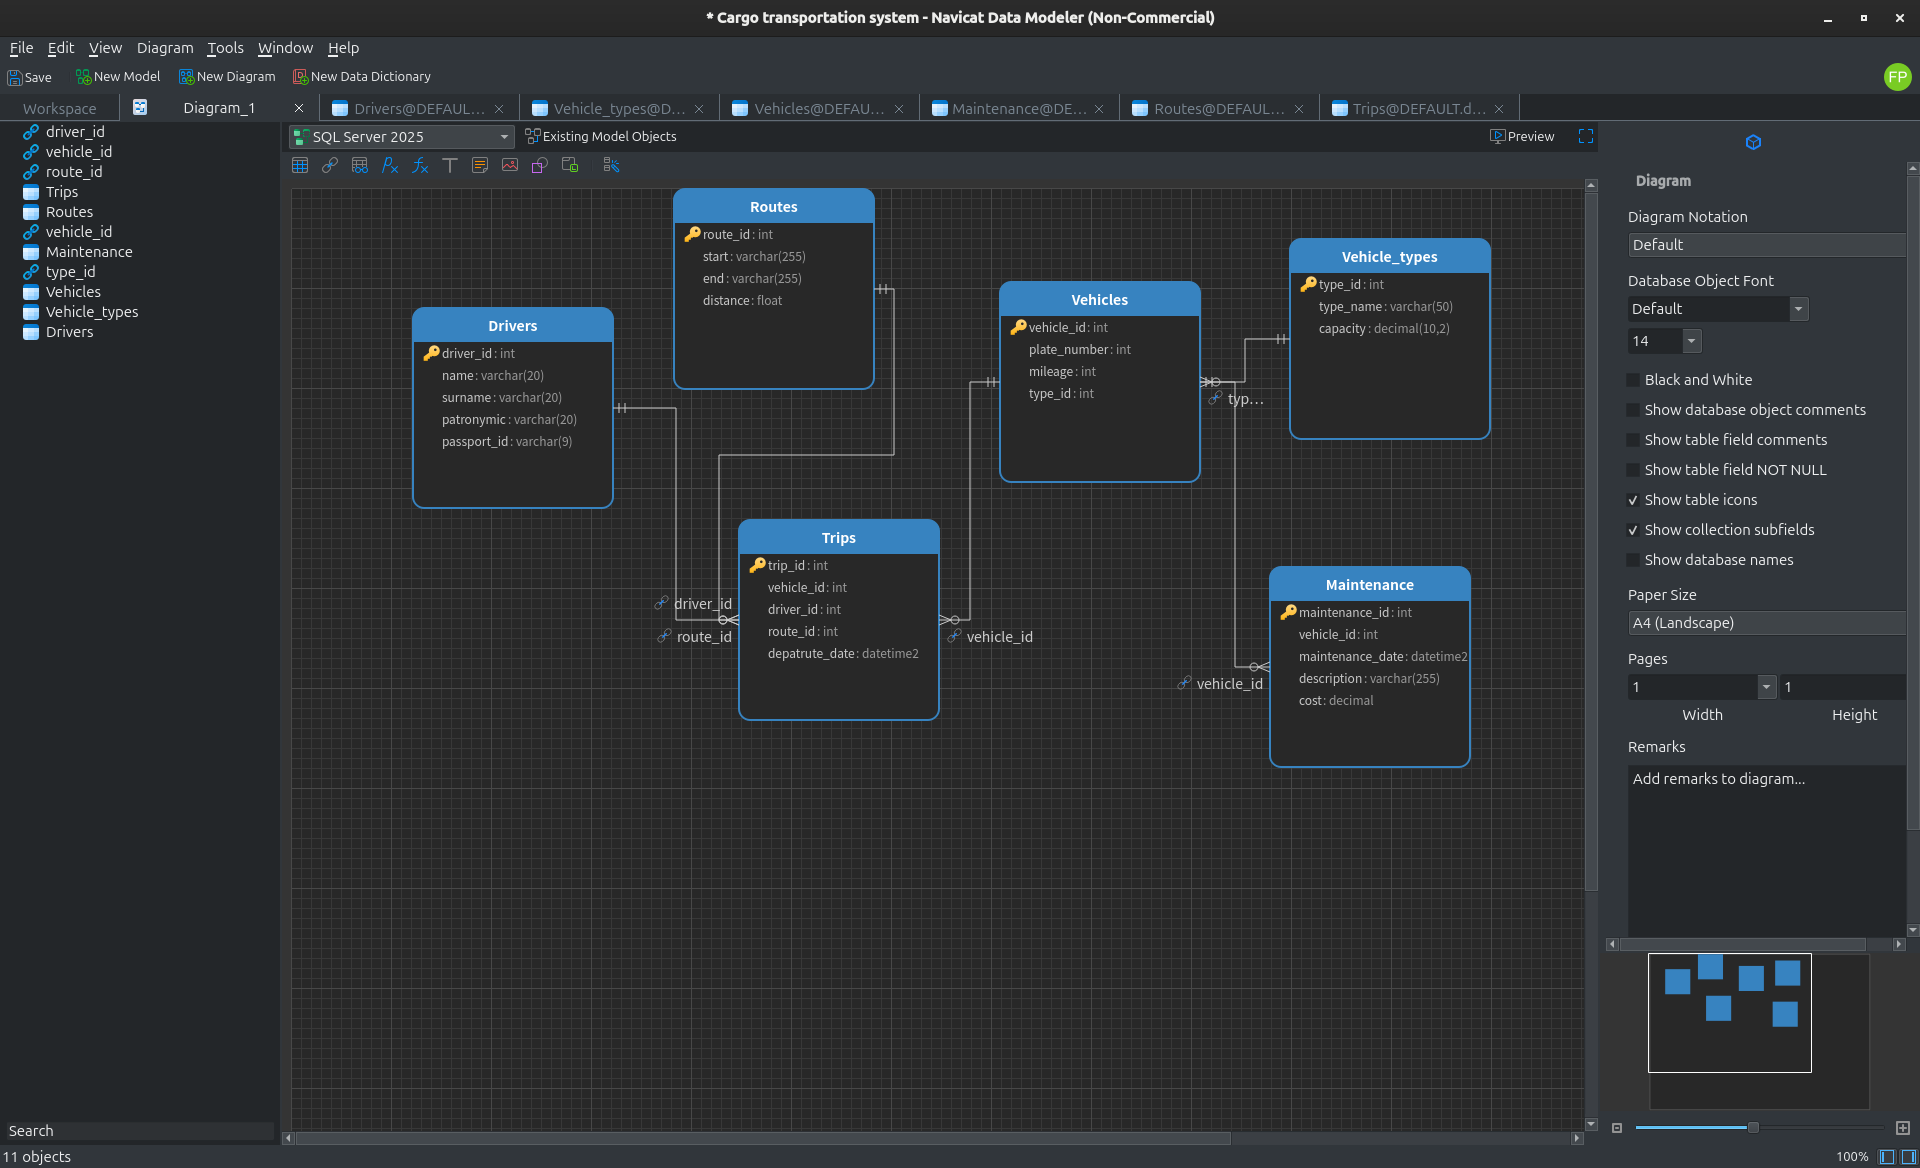 * Cargo transportation system - Navicat Data Modeler (Non-Commercial)
File Edit View Diagram Tools Window Help
Save New Model New Diagram New Data Dictionary
FP
Workspace Diagram_1 Drivers@DEFAUL... Vehicle_types@D... Vehicles@DEFAU... Maintenance@DE... Routes@DEFAUL... Trips@DEFAULT.d...
driver_id
vehicle_id
route_id
Trips
Routes
vehicle_id
Maintenance
type_id
Vehicles
Vehicle_types
Drivers
Search
11 objects
SQL Server 2025 Existing Model Objects Preview
Routes
route_id: int
start: varchar(255)
end: varchar(255)
distance: float
Vehicle_types
type_id: int
type_name: varchar(50)
capacity: decimal(10,2)
Vehicles
vehicle_id: int
plate_number: int
mileage: int
type_id: int
typ...
Drivers
driver_id: int
name: varchar(20)
surname: varchar(20)
patronymic: varchar(20)
passport_id: varchar(9)
Trips
trip_id: int
vehicle_id: int
driver_id: int
route_id: int
depatrute_date: datetime2
driver_id
route_id
vehicle_id
Maintenance
maintenance_id: int
vehicle_id: int
maintenance_date: datetime2
description: varchar(255)
cost: decimal
vehicle_id
Diagram
Diagram Notation
Default
Database Object Font
Default
14
Black and White
Show database object comments
Show table field comments
Show table field NOT NULL
Show table icons
Show collection subfields
Show database names
Paper Size
A4 (Landscape)
Pages
1 1
Width Height
Remarks
Add remarks to diagram...
100%